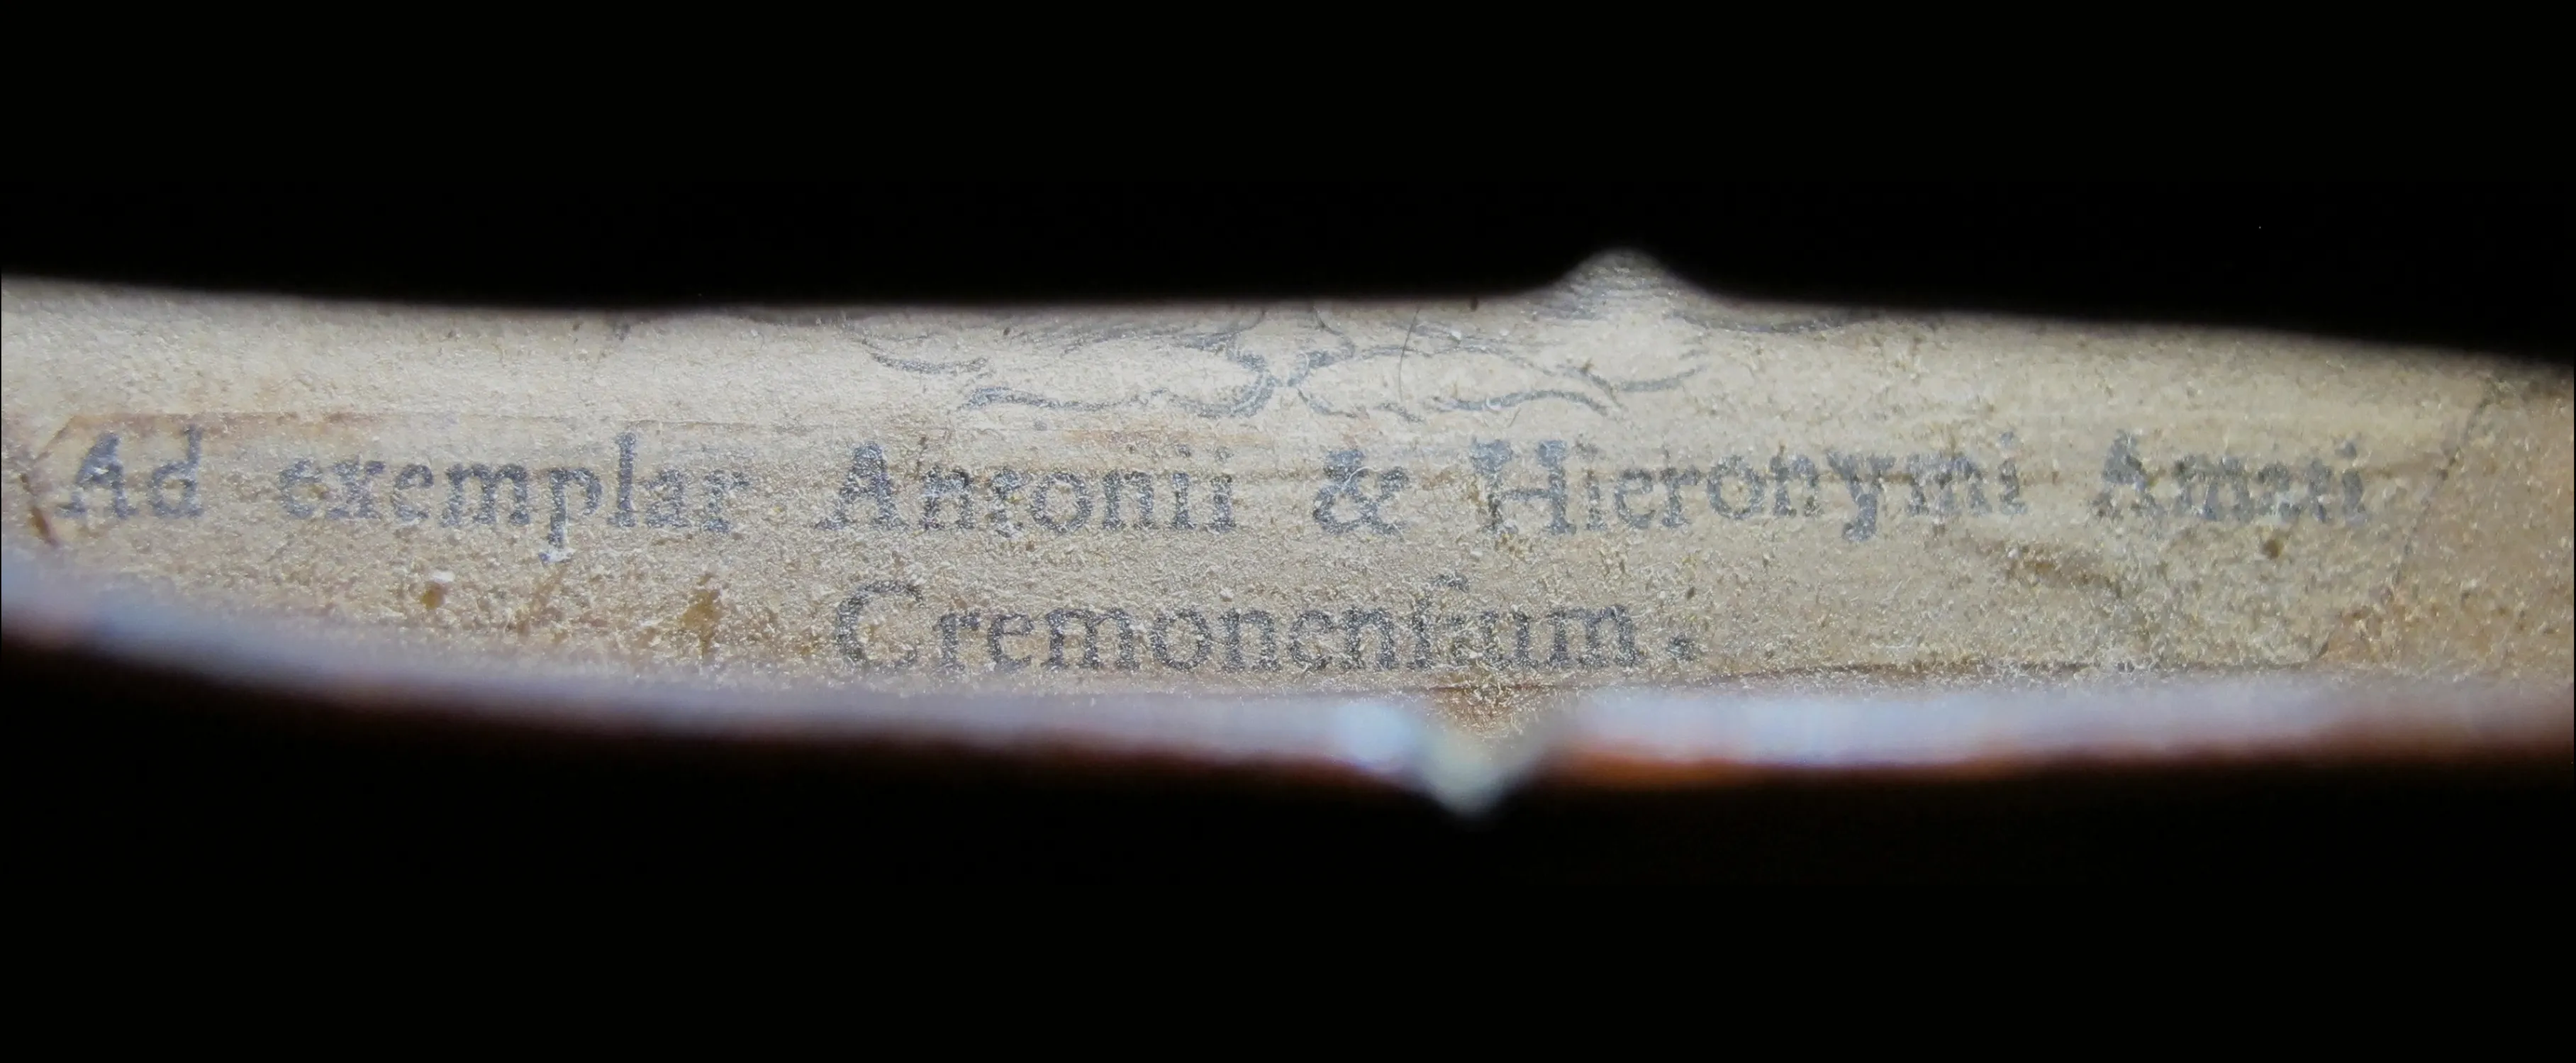 Ad exemplar Antonii & Hieronymi Amati
Cremonenſium.